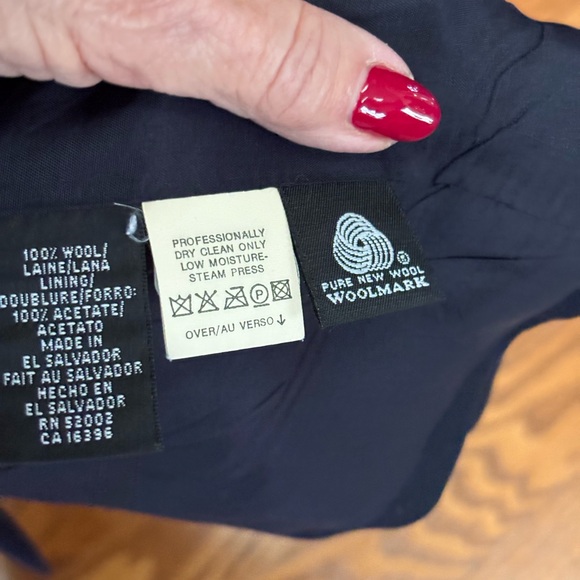 100% WOOL/
LAINE/LANA
LINING/
DOUBLURE/FORRO:
100% ACETATE/
ACETATO
MADE IN
EL SALVADOR
FAIT AU SALVADOR
HECHO EN
EL SALVADOR
RN 52002
CA 16396
PROFESSIONALLY
DRY CLEAN ONLY
LOW MOISTURE-
STEAM PRESS
P
OVER/AU VERSO ↓
®
PURE NEW WOOL
WOOLMARK